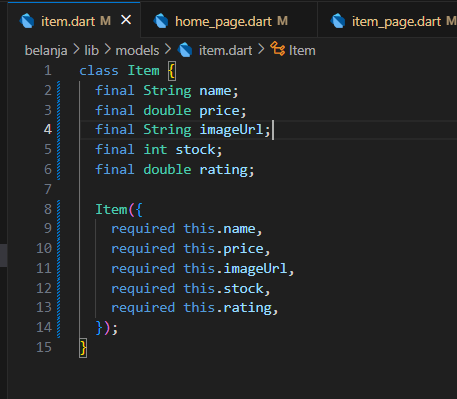 item.dart M × home_page.dart M item_page.dart M
belanja > lib > models > item.dart > Item
1 class Item {
2 final String name;
3 final double price;
4 final String imageUrl;
5 final int stock;
6 final double rating;
7
8 Item({
9 required this.name,
10 required this.price,
11 required this.imageUrl,
12 required this.stock,
13 required this.rating,
14 });
15 }